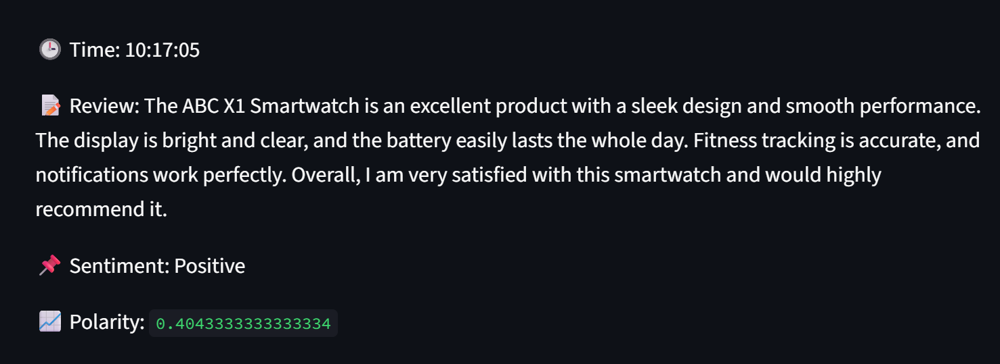 🕒 Time: 10:17:05
📝 Review: The ABC X1 Smartwatch is an excellent product with a sleek design and smooth performance.
The display is bright and clear, and the battery easily lasts the whole day. Fitness tracking is accurate, and
notifications work perfectly. Overall, I am very satisfied with this smartwatch and would highly
recommend it.
📌 Sentiment: Positive
📈 Polarity: 0.4043333333333334